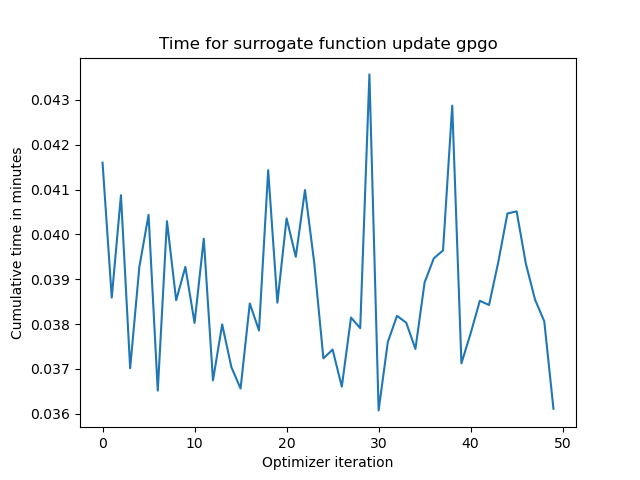 Time for surrogate function update gpgo
Cumulative time in minutes
0.043
0.042
0.041
0.040
0.039
0.038
0.037
0.036
0 10 20 30 40 50
Optimizer iteration